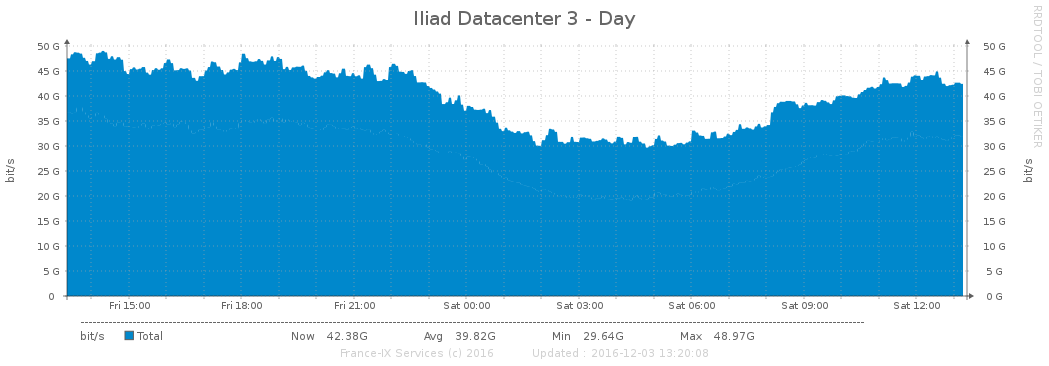 Iliad Datacenter 3 - Day
RRDTOOL / TOBI OETIKER
50 G 50 G
45 G 45 G
40 G 40 G
35 G 35 G
30 G 30 G
25 G 25 G
20 G 20 G
15 G 15 G
10 G 10 G
5 G 5 G
0 0 G
bit/s bit/s
Fri 15:00 Fri 18:00 Fri 21:00 Sat 00:00 Sat 03:00 Sat 06:00 Sat 09:00 Sat 12:00
bit/s Total Now 42.38G Avg 39.82G Min 29.64G Max 48.97G
France-IX Services (c) 2016 Updated : 2016-12-03 13:20:08